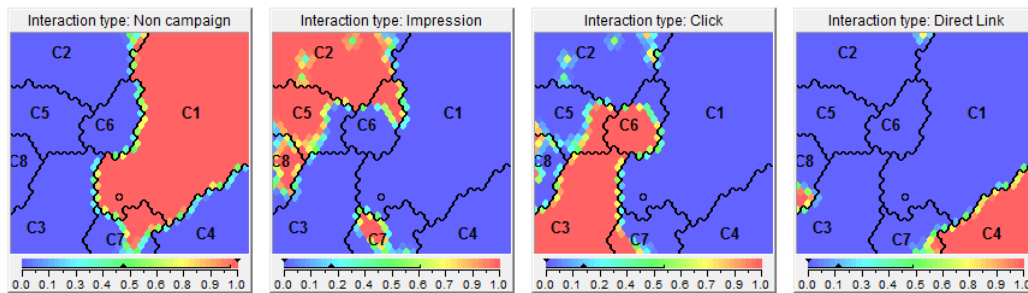 Interaction type: Non campaign
C2
C1
C5
C6
C8
C3
C7
C4
0.0 0.1 0.2 0.3 0.4 0.5 0.6 0.7 0.8 0.9 1.0
Interaction type: Impression
C2
C1
C5
C6
C8
C3
C7
C4
0.0 0.1 0.2 0.3 0.4 0.5 0.6 0.7 0.8 0.9 1.0
Interaction type: Click
C2
C1
C5
C6
C8
C3
C7
C4
0.0 0.1 0.2 0.3 0.4 0.5 0.6 0.7 0.8 0.9 1.0
Interaction type: Direct Link
C2
C1
C5
C6
C8
C3
C7
C4
0.0 0.1 0.2 0.3 0.4 0.5 0.6 0.7 0.8 0.9 1.0